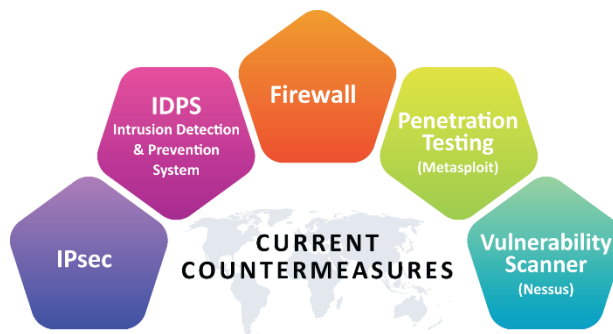 Firewall
IDPS
Intrusion Detection
& Prevention
System
Penetration
Testing
(Metasploit)
IPsec
CURRENT
COUNTERMEASURES
Vulnerability
Scanner
(Nessus)